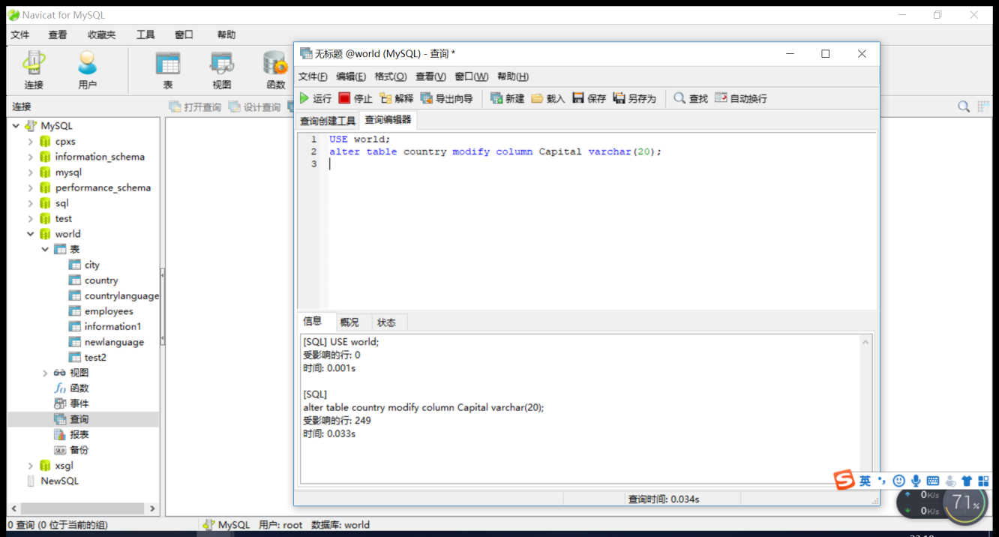 Navicat for MySQL
文件 查看 收藏夹 工具 窗口 帮助
连接 用户 表 视图 函数
连接
打开查询 设计查询
MySQL
cpxs
information_schema
mysql
performance_schema
sql
test
world
表
city
country
countrylanguage
employees
information1
newlanguage
test2
视图
函数
事件
查询
报表
备份
xsgl
NewSQL
无标题 @world (MySQL) - 查询 *
文件(F) 编辑(E) 格式(O) 查看(V) 窗口(W) 帮助(H)
运行 停止 解释 导出向导 新建 载入 保存 另存为 查找 自动换行
查询创建工具 查询编辑器
1 USE world;
2 alter table country modify column Capital varchar(20);
3
信息 概况 状态
[SQL] USE world;
受影响的行: 0
时间: 0.001s
[SQL]
alter table country modify column Capital varchar(20);
受影响的行: 249
时间: 0.033s
查询时间: 0.034s
英
0K/s
0K/s
71%
0 查询 (0 位于当前的组) MySQL 用户: root 数据库: world